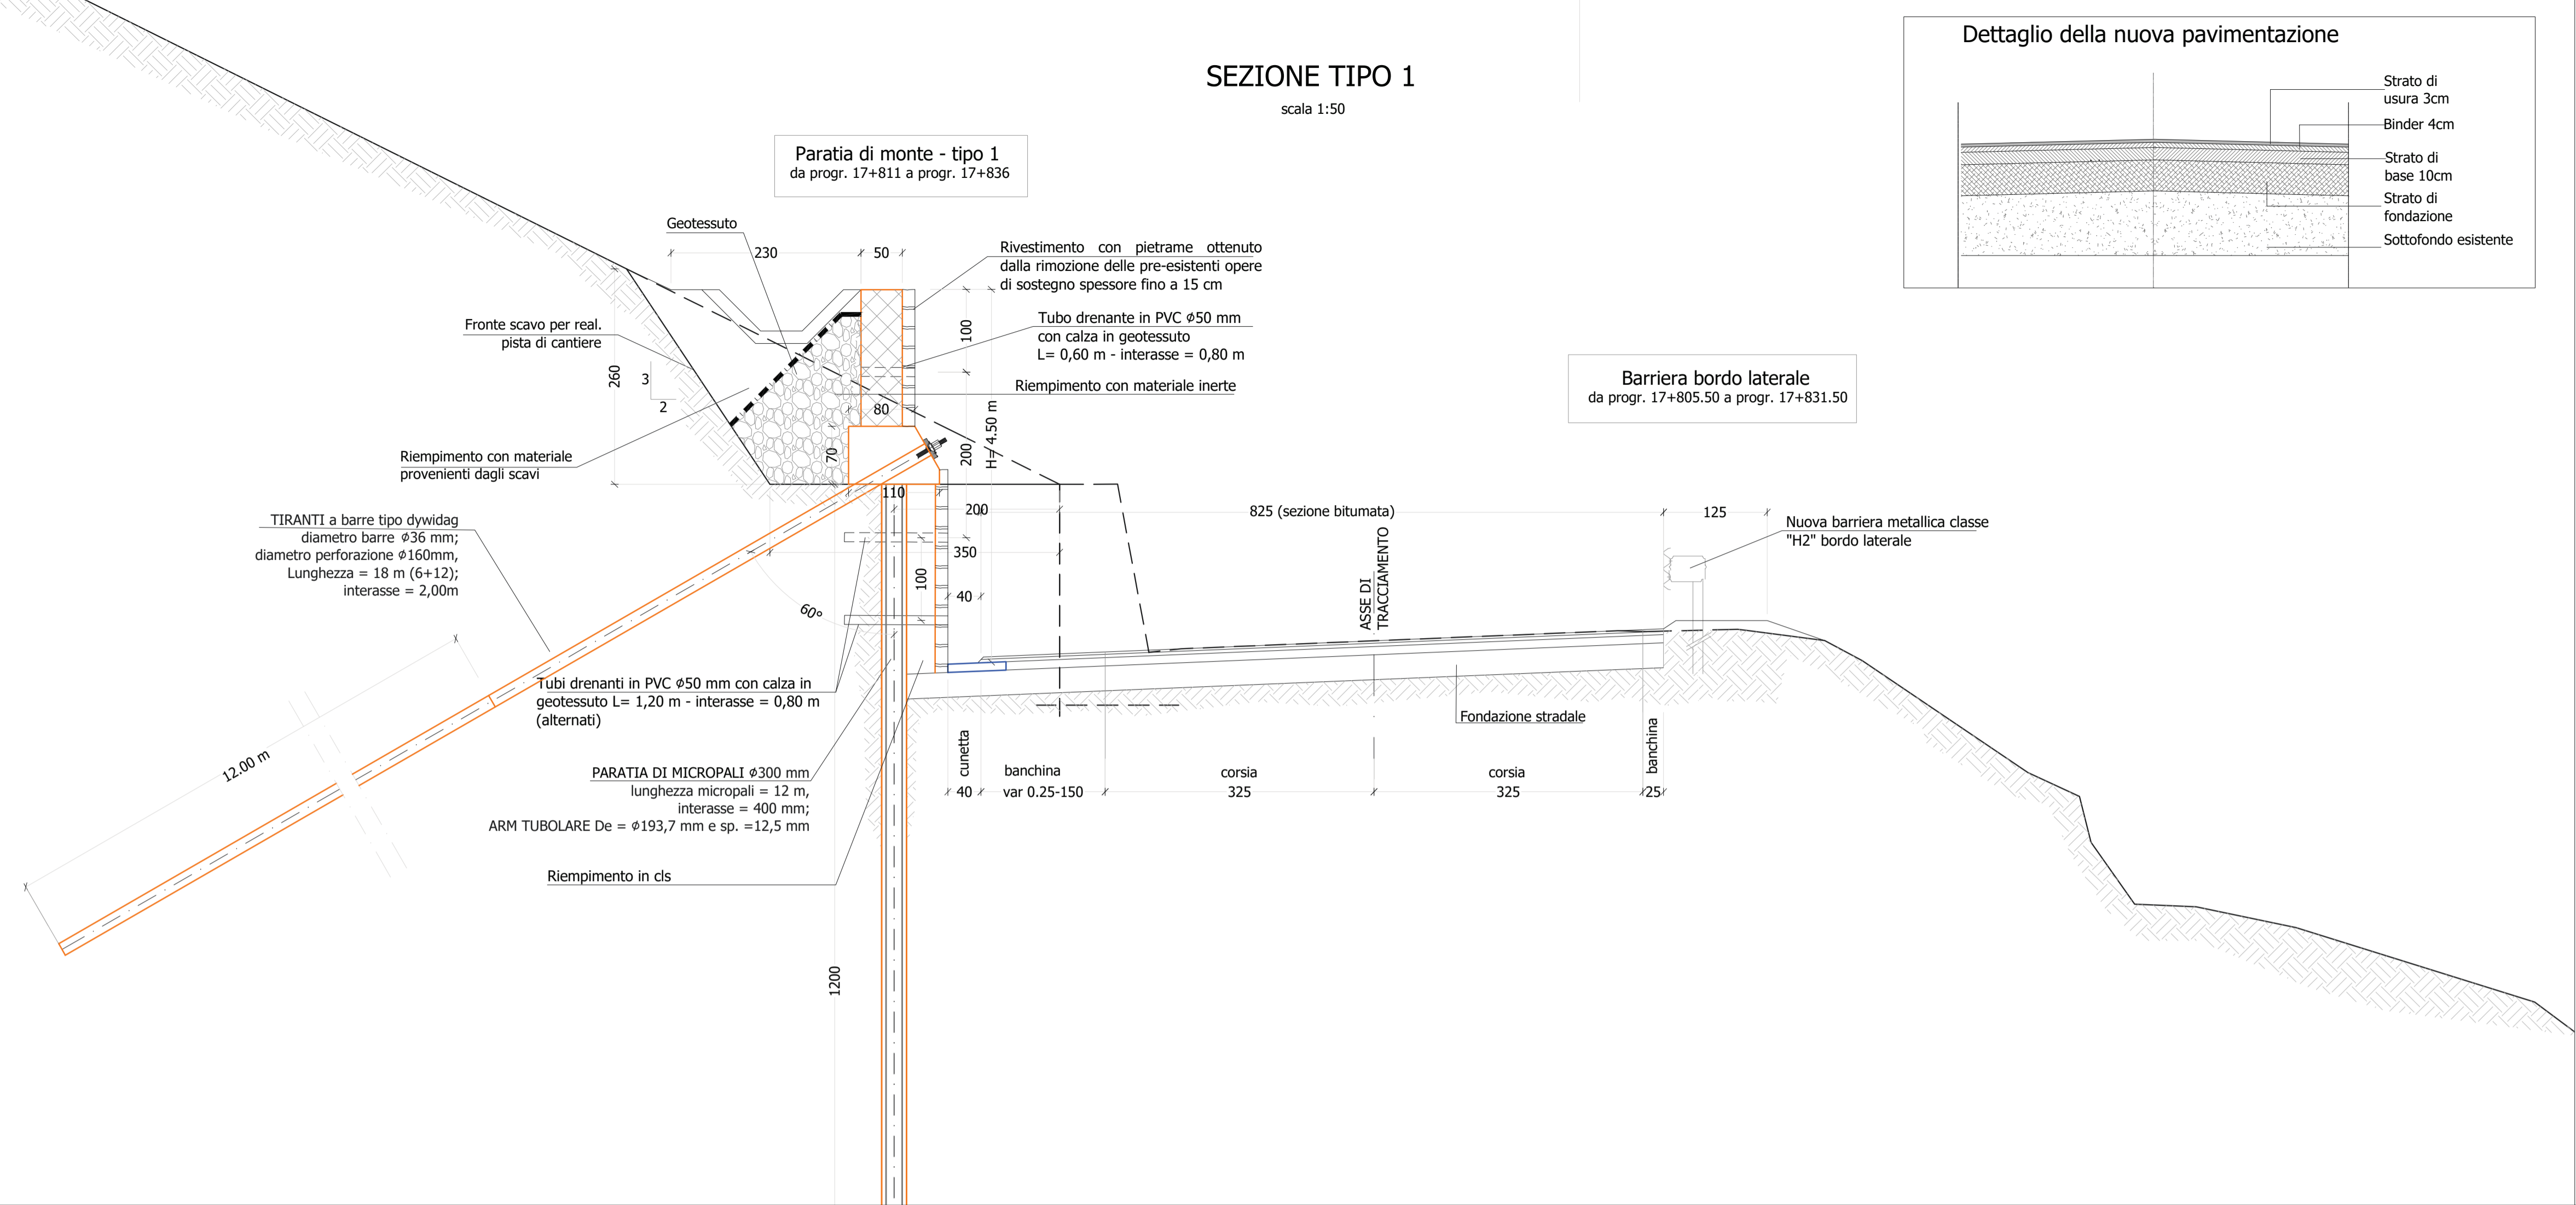 SEZIONE TIPO 1
scala 1:50
Paratia di monte - tipo 1
da progr. 17+811 a progr. 17+836
Dettaglio della nuova pavimentazione
Strato di
usura 3cm
Binder 4cm
Strato di
base 10cm
Strato di
fondazione
Sottofondo esistente
Geotessuto
230
50
Rivestimento con pietrame ottenuto
dalla rimozione delle pre-esistenti opere
di sostegno spessore fino a 15 cm
Tubo drenante in PVC ϕ50 mm
con calza in geotessuto
L= 0,60 m - interasse = 0,80 m
Riempimento con materiale inerte
Fronte scavo per real.
pista di cantiere
260
3
2
100
80
200
H= 4.50 m
70
110
200
350
100
40
60°
Riempimento con materiale
provenienti dagli scavi
TIRANTI a barre tipo dywidag
diametro barre ϕ36 mm;
diametro perforazione ϕ160mm,
Lunghezza = 18 m (6+12);
interasse = 2,00m
12.00 m
Barriera bordo laterale
da progr. 17+805.50 a progr. 17+831.50
825 (sezione bitumata)
125
Nuova barriera metallica classe
"H2" bordo laterale
ASSE DI
TRACCIAMENTO
Tubi drenanti in PVC ϕ50 mm con calza in
geotessuto L= 1,20 m - interasse = 0,80 m
(alternati)
PARATIA DI MICROPALI ϕ300 mm
lunghezza micropali = 12 m,
interasse = 400 mm;
ARM TUBOLARE De = ϕ193,7 mm e sp. =12,5 mm
Riempimento in cls
1200
Fondazione stradale
cunetta
40
banchina
var 0.25-150
corsia
325
corsia
325
banchina
25